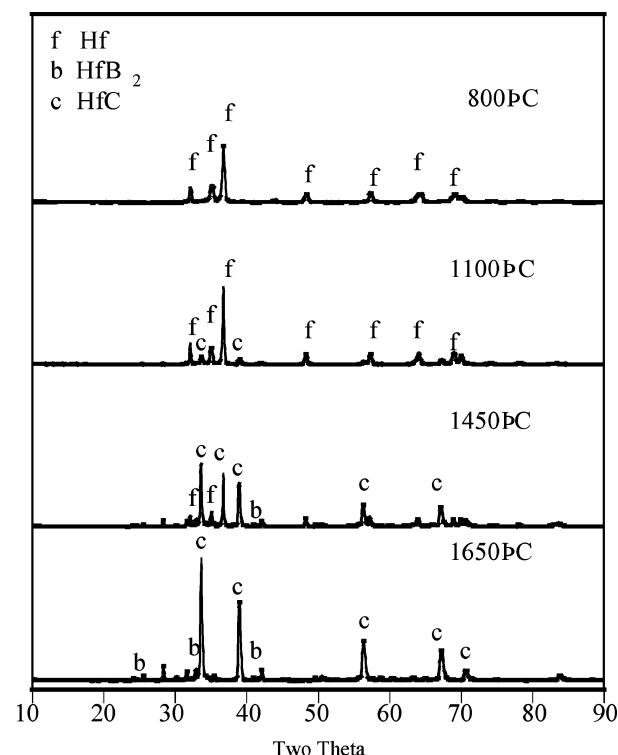 f Hf
b HfB2
c HfC
800ÞC
f f f f f f f
1100ÞC
f c f f c f f f f
1450ÞC
f c f c c b c c
1650ÞC
b b c c b c c c
10 20 30 40 50 60 70 80 90
Two Theta